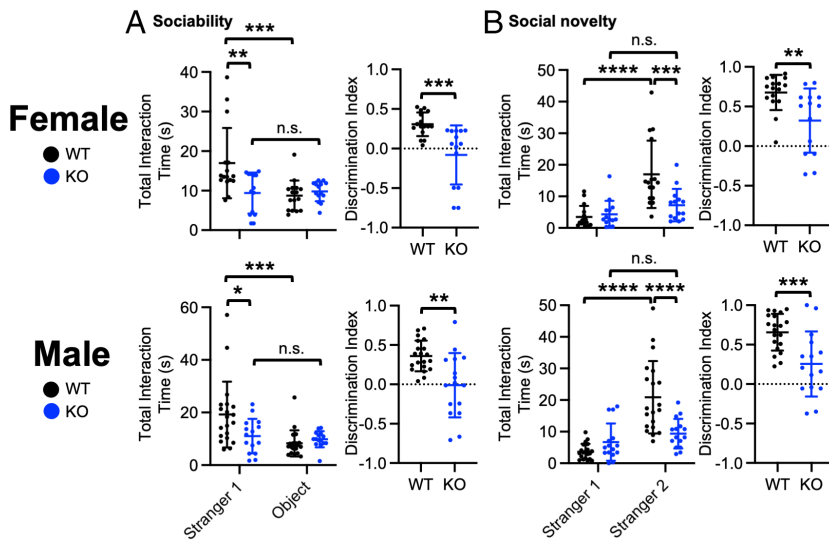 A Sociability
B Social novelty
Female
WT
KO
Total Interaction
Time (s)
40
30
20
10
0
***
**
n.s.
Discrimination Index
1.0
0.5
0.0
-0.5
-1.0
***
WT KO
Total Interaction
Time (s)
50
40
30
20
10
0
n.s.
**** ***
Discrimination Index
1.0
0.5
0.0
-0.5
-1.0
**
WT KO
Male
WT
KO
Total Interaction
Time (s)
60
40
20
0
***
*
n.s.
Stranger 1
Object
Discrimination Index
1.0
0.5
0.0
-0.5
-1.0
**
WT KO
Total Interaction
Time (s)
50
40
30
20
10
0
n.s.
**** ****
Stranger 1
Stranger 2
Discrimination Index
1.0
0.5
0.0
-0.5
-1.0
***
WT KO